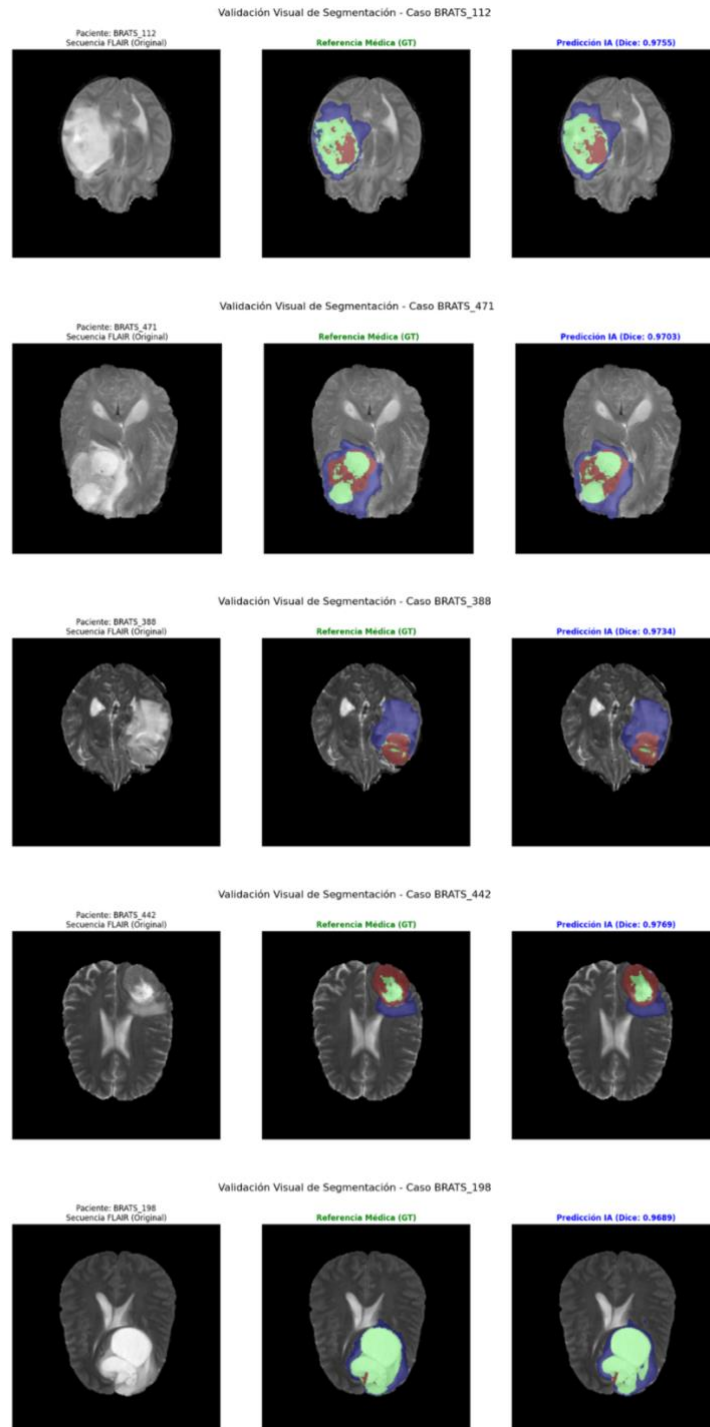 Validación Visual de Segmentación - Caso BRATS_112
Paciente: BRATS_112
Secuencia FLAIR (Original)
Referencia Médica (GT)
Predicción IA (Dice: 0.9755)
Validación Visual de Segmentación - Caso BRATS_471
Paciente: BRATS_471
Secuencia FLAIR (Original)
Referencia Médica (GT)
Predicción IA (Dice: 0.9703)
Validación Visual de Segmentación - Caso BRATS_388
Paciente: BRATS_388
Secuencia FLAIR (Original)
Referencia Médica (GT)
Predicción IA (Dice: 0.9734)
Validación Visual de Segmentación - Caso BRATS_442
Paciente: BRATS_442
Secuencia FLAIR (Original)
Referencia Médica (GT)
Predicción IA (Dice: 0.9769)
Validación Visual de Segmentación - Caso BRATS_198
Paciente: BRATS_198
Secuencia FLAIR (Original)
Referencia Médica (GT)
Predicción IA (Dice: 0.9689)